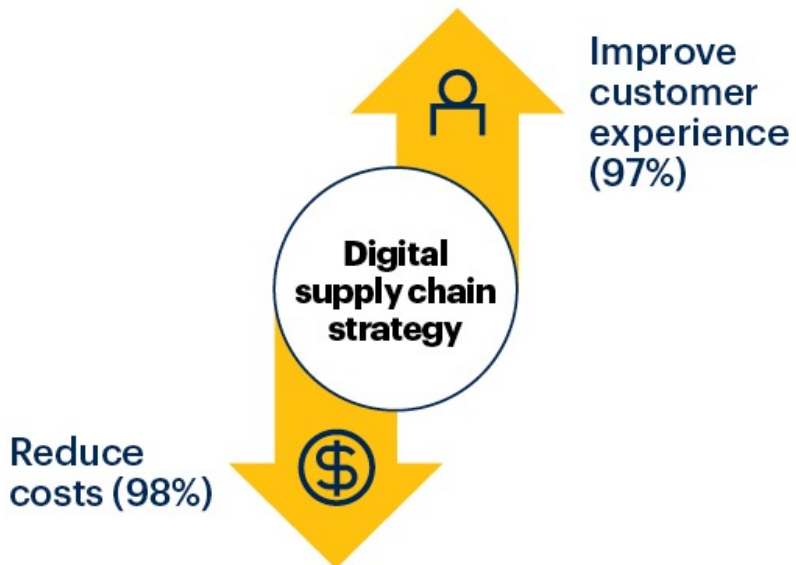 Improve
customer
experience
(97%)
Digital
supply chain
strategy
Reduce
costs (98%)
$